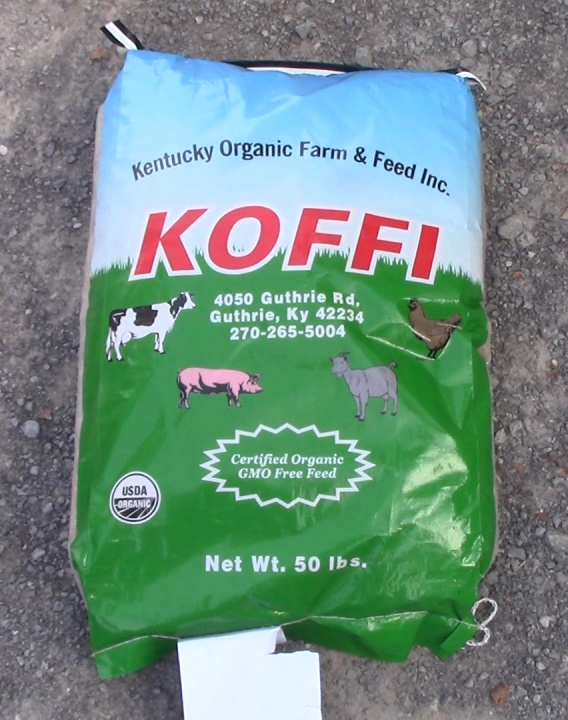 Kentucky Organic Farm & Feed Inc.
KOFFI
4050 Guthrie Rd,
Guthrie, Ky 42234
270-265-5004
Certified Organic
GMO Free Feed
USDA
ORGANIC
Net Wt. 50 lbs.